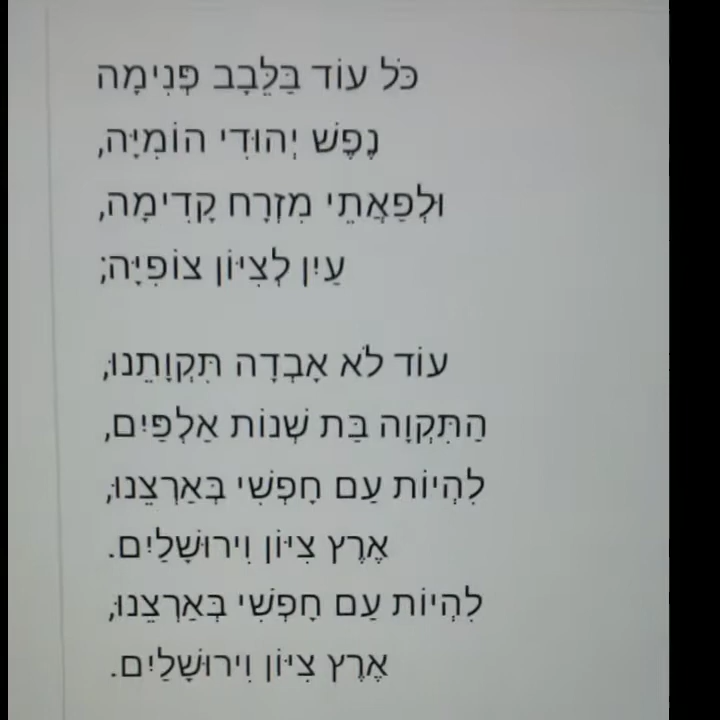 כֹּל עוֹד בַּלֵּבָב פְּנִימָה
נֶפֶשׁ יְהוּדִי הוֹמִיָּה,
וּלְפַאֲתֵי מִזְרָח קָדִימָה,
עַיִן לְצִיּוֹן צוֹפִיָּה;
עוֹד לֹא אָבְדָה תִּקְוָתֵנוּ,
הַתִּקְוָה בַּת שְׁנוֹת אַלְפַּיִם,
לִהְיוֹת עַם חָפְשִׁי בְּאַרְצֵנוּ,
אֶרֶץ צִיּוֹן וִירוּשָׁלַיִם.
לִהְיוֹת עַם חָפְשִׁי בְּאַרְצֵנוּ,
אֶרֶץ צִיּוֹן וִירוּשָׁלַיִם.